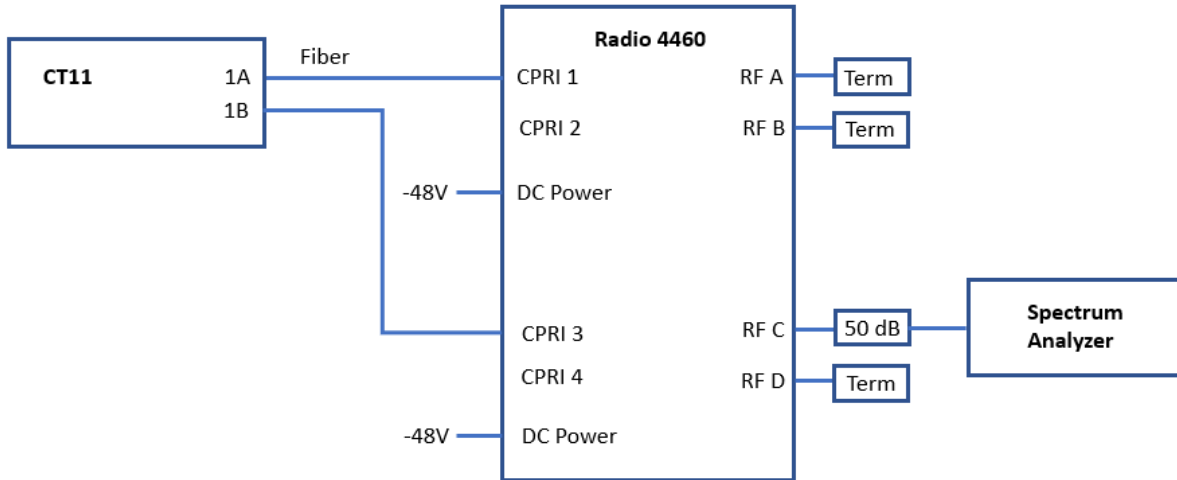 Radio 4460
CT11
1A
1B
Fiber
CPRI 1
CPRI 2
-48V
DC Power
CPRI 3
CPRI 4
-48V
DC Power
RF A
Term
RF B
Term
RF C
50 dB
RF D
Term
Spectrum
Analyzer